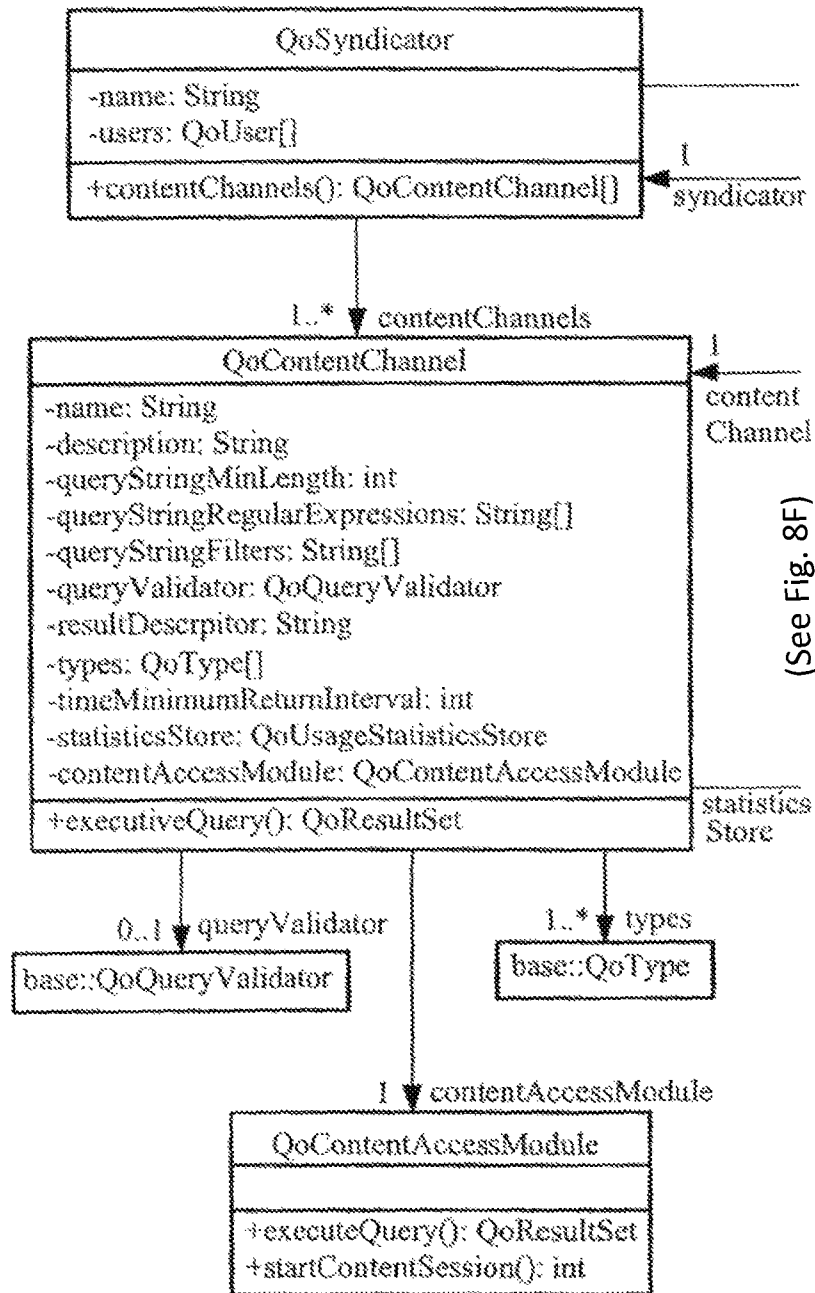 QoSyndicator
-name: String
-users: QoUser[]
+contentChannels(): QoContentChannel[]
1
syndicator
1..* contentChannels
QoContentChannel
-name: String
-description: String
-queryStringMinLength: int
-queryStringRegularExpressions: String[]
-queryStringFilters: String[]
-queryValidator: QoQueryValidator
-resultDescrpitor: String
-types: QoType[]
-timeMinimumReturnInterval: int
-statisticsStore: QoUsageStatisticsStore
-contentAccessModule: QoContentAccessModule
+executiveQuery(): QoResultSet
1
content
Channel
(See Fig. 8F)
statistics
Store
0..1 queryValidator
base::QoQueryValidator
1..* types
base::QoType
1 contentAccessModule
QoContentAccessModule
+executeQuery(): QoResultSet
+startContentSession(): int